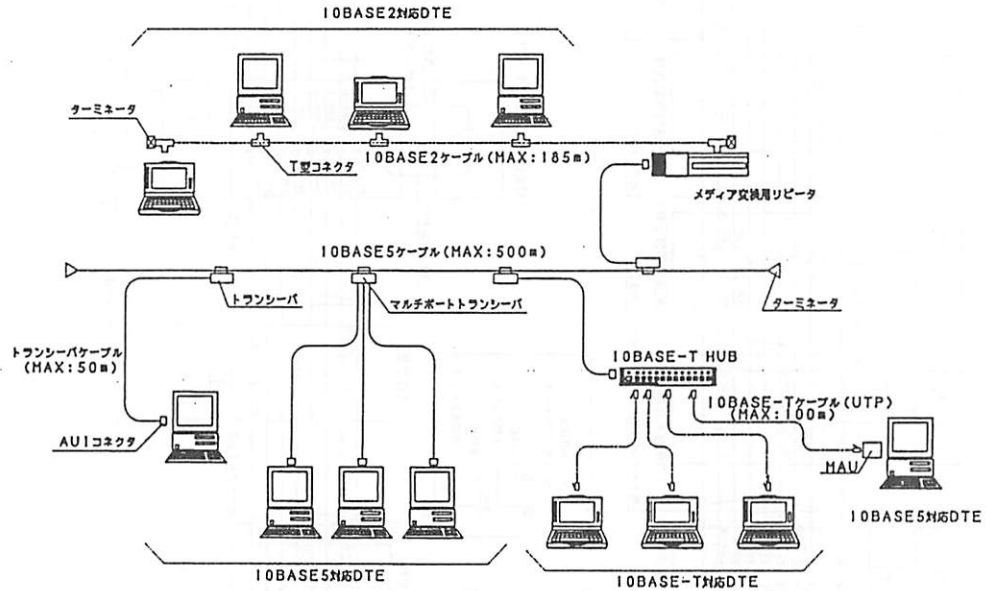 10BASE2対応DTE
ターミネータ
T型コネクタ
10BASE2ケーブル(MAX:185m)
メディア変換用リピータ
10BASE5ケーブル(MAX:500m)
トランシーバ
マルチポートトランシーバ
ターミネータ
トランシーバケーブル
(MAX:50m)
10BASE-T HUB
10BASE-Tケーブル(UTP)
(MAX:100m)
AUIコネクタ
MAU
10BASE5対応DTE
10BASE5対応DTE
10BASE-T対応DTE